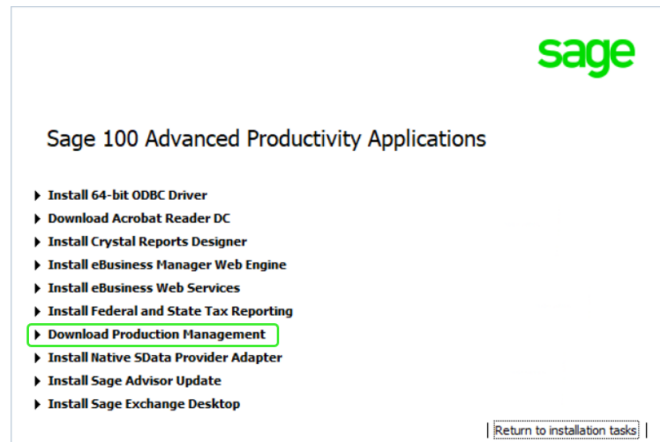 sage
Sage 100 Advanced Productivity Applications
Install 64-bit ODBC Driver
Download Acrobat Reader DC
Install Crystal Reports Designer
Install eBusiness Manager Web Engine
Install eBusiness Web Services
Install Federal and State Tax Reporting
Download Production Management
Install Native SData Provider Adapter
Install Sage Advisor Update
Install Sage Exchange Desktop
| Return to installation tasks |